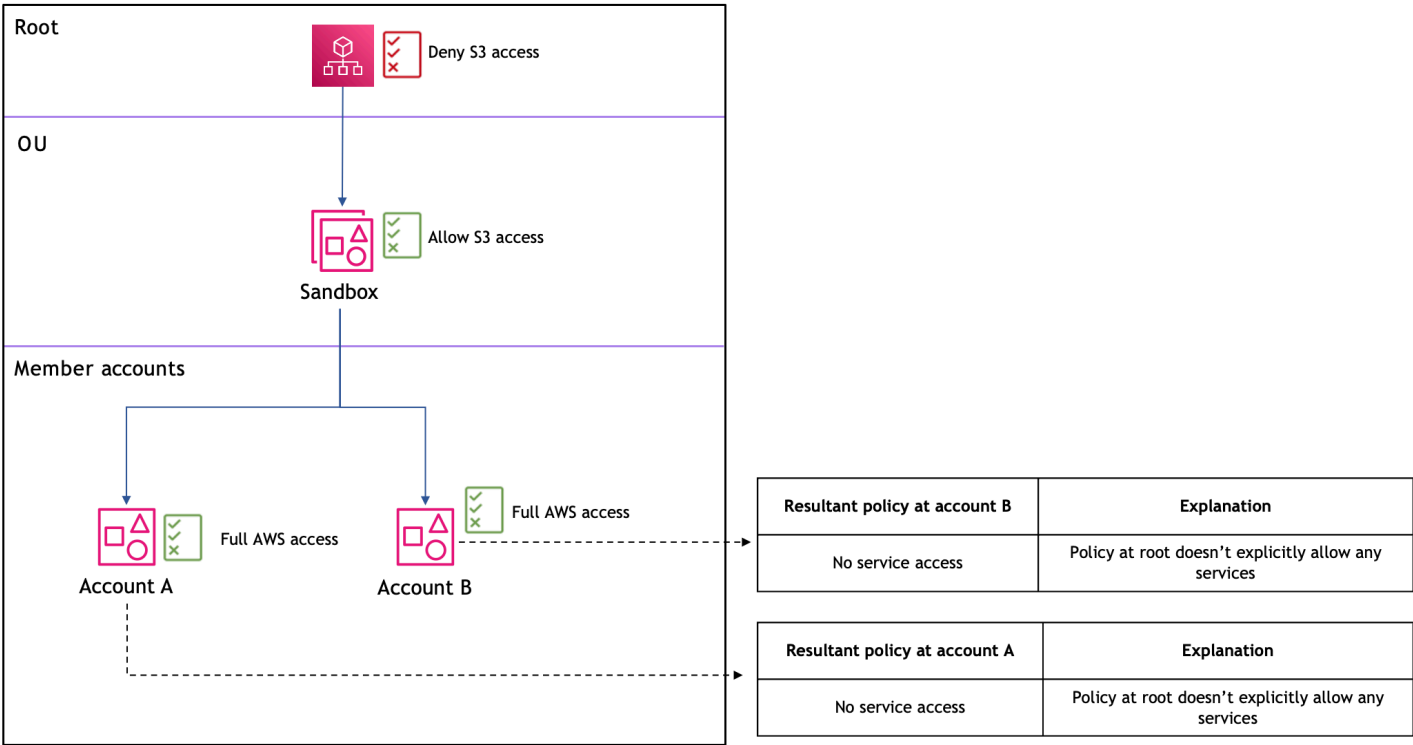 Root
Deny S3 access
OU
Allow S3 access
Sandbox
Member accounts
Full AWS access
Account A
Full AWS access
Account B
Resultant policy at account B
Explanation
No service access
Policy at root doesn’t explicitly allow any
services
Resultant policy at account A
Explanation
No service access
Policy at root doesn’t explicitly allow any
services